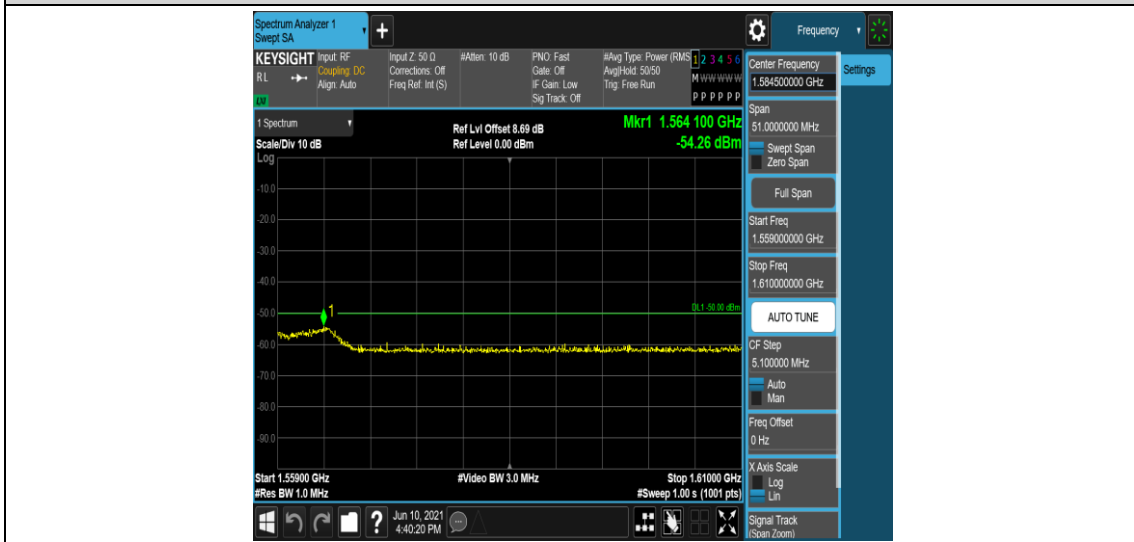 Spectrum Analyzer 1
Swept SA
Frequency
KEYSIGHT
RL
LXI
Input: RF
Coupling: DC
Align: Auto
Input Z: 50 Ω
Corrections: Off
Freq Ref: Int (S)
#Atten: 10 dB
PNO: Fast
Gate: Off
IF Gain: Low
Sig Track: Off
#Avg Type: Power (RMS
Avg|Hold: 50/50
Trig: Free Run
1 2 3 4 5 6
M W W W W W
P P P P P P
Center Frequency
1.584500000 GHz
Settings
Span
51.0000000 MHz
Swept Span
Zero Span
Full Span
Start Freq
1.559000000 GHz
Stop Freq
1.610000000 GHz
AUTO TUNE
CF Step
5.100000 MHz
Auto
Man
Freq Offset
0 Hz
X Axis Scale
Log
Lin
Signal Track
(Span Zoom)
1 Spectrum
Scale/Div 10 dB
Log
Ref Lvl Offset 8.69 dB
Ref Level 0.00 dBm
Mkr1 1.564 100 GHz
-54.26 dBm
-10.0
-20.0
-30.0
-40.0
-50.0
-60.0
-70.0
-80.0
-90.0
1
DL1 -50.00 dBm
Start 1.55900 GHz
#Res BW 1.0 MHz
#Video BW 3.0 MHz
Stop 1.61000 GHz
#Sweep 1.00 s (1001 pts)
?
Jun 10, 2021
4:40:20 PM